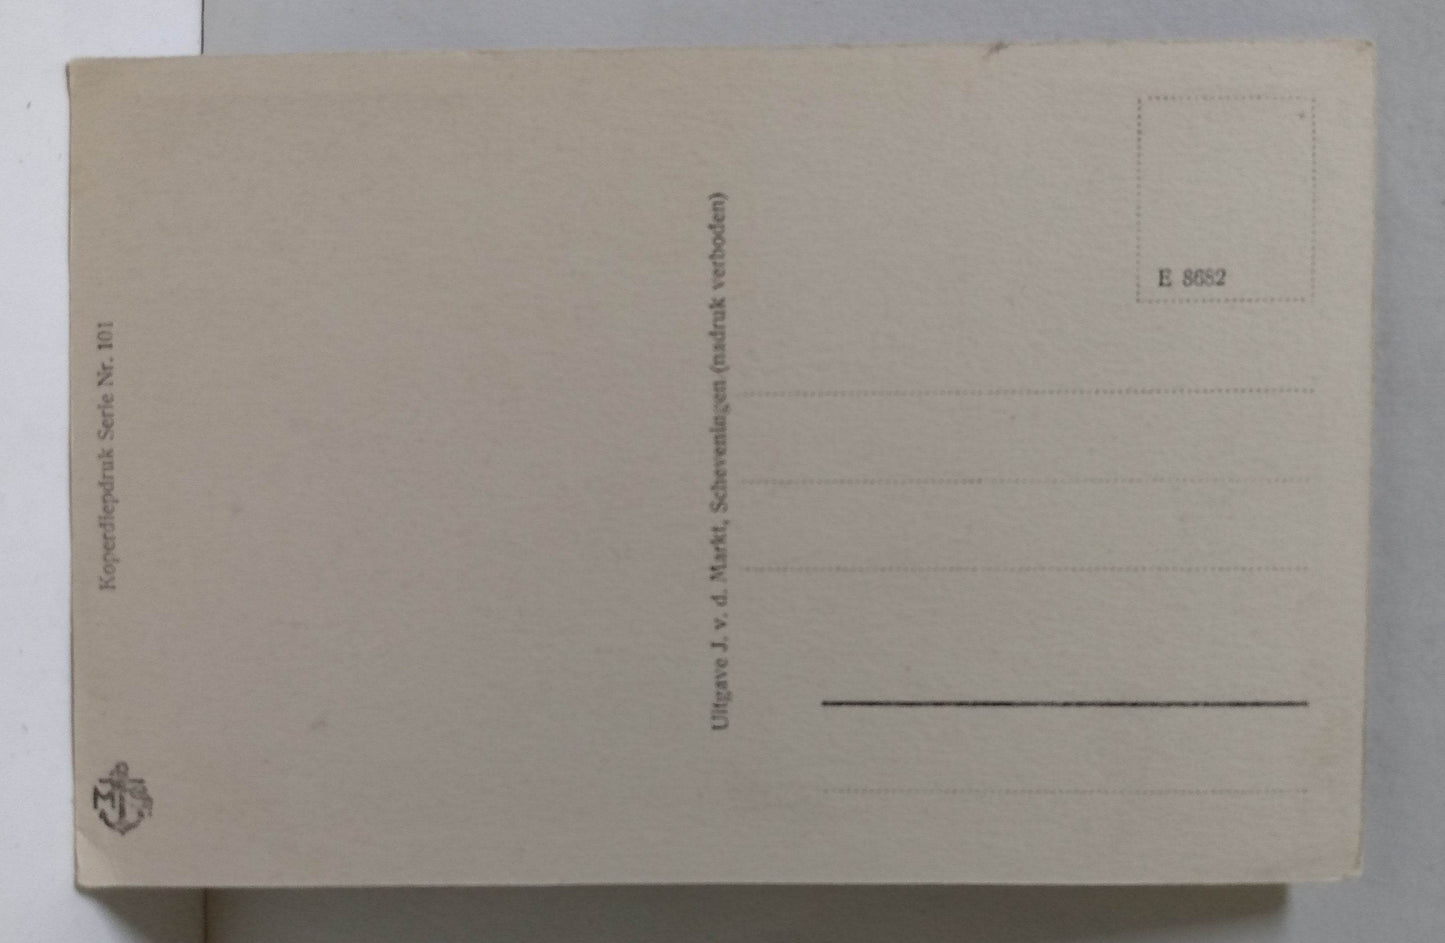 Koperdiepdruk Serie Nr. 101
Uitgave J. v. d. Markt, Scheveningen (nadruk verboden)
E 8682